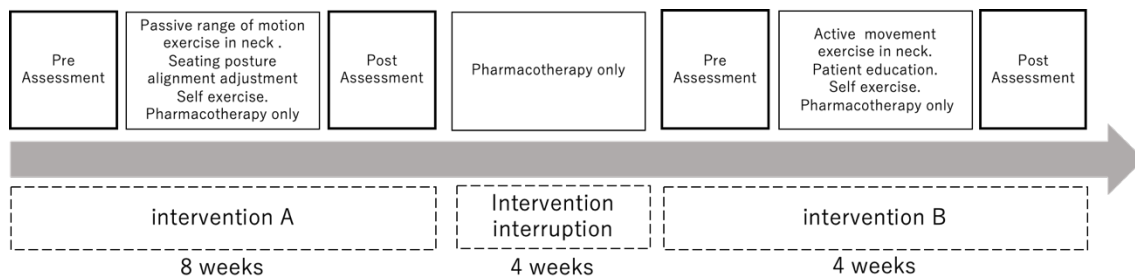 Pre
Assessment
Passive range of motion
exercise in neck .
Seating posture
alignment adjustment
Self exercise.
Pharmacotherapy only
Post
Assessment
Pharmacotherapy only
Pre
Assessment
Active movement
exercise in neck.
Patient education.
Self exercise.
Pharmacotherapy only
Post
Assessment
intervention A
Intervention
interruption
intervention B
8 weeks
4 weeks
4 weeks